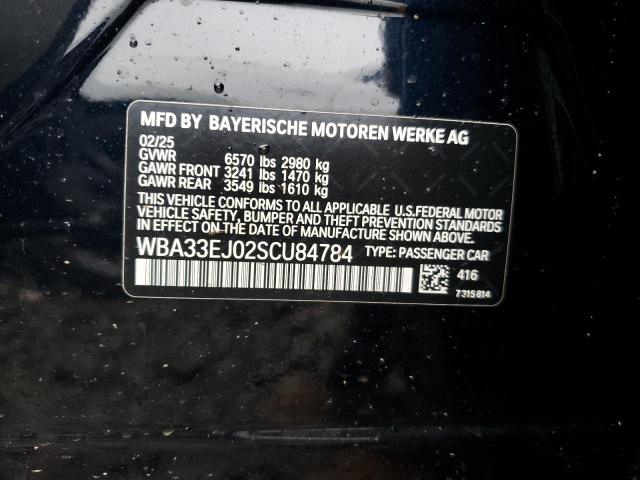 MFD BY BAYERISCHE MOTOREN WERKE AG
02/25
GVWR 6570 lbs 2980 kg
GAWR FRONT 3241 lbs 1470 kg
GAWR REAR 3549 lbs 1610 kg
THIS VEHICLE CONFORMS TO ALL APPLICABLE U.S.FEDERAL MOTOR
VEHICLE SAFETY, BUMPER AND THEFT PREVENTION STANDARDS
IN EFFECT ON THE DATE OF MANUFACTURE SHOWN ABOVE.
WBA33EJ02SCU84784 TYPE: PASSENGER CAR
416
7315814